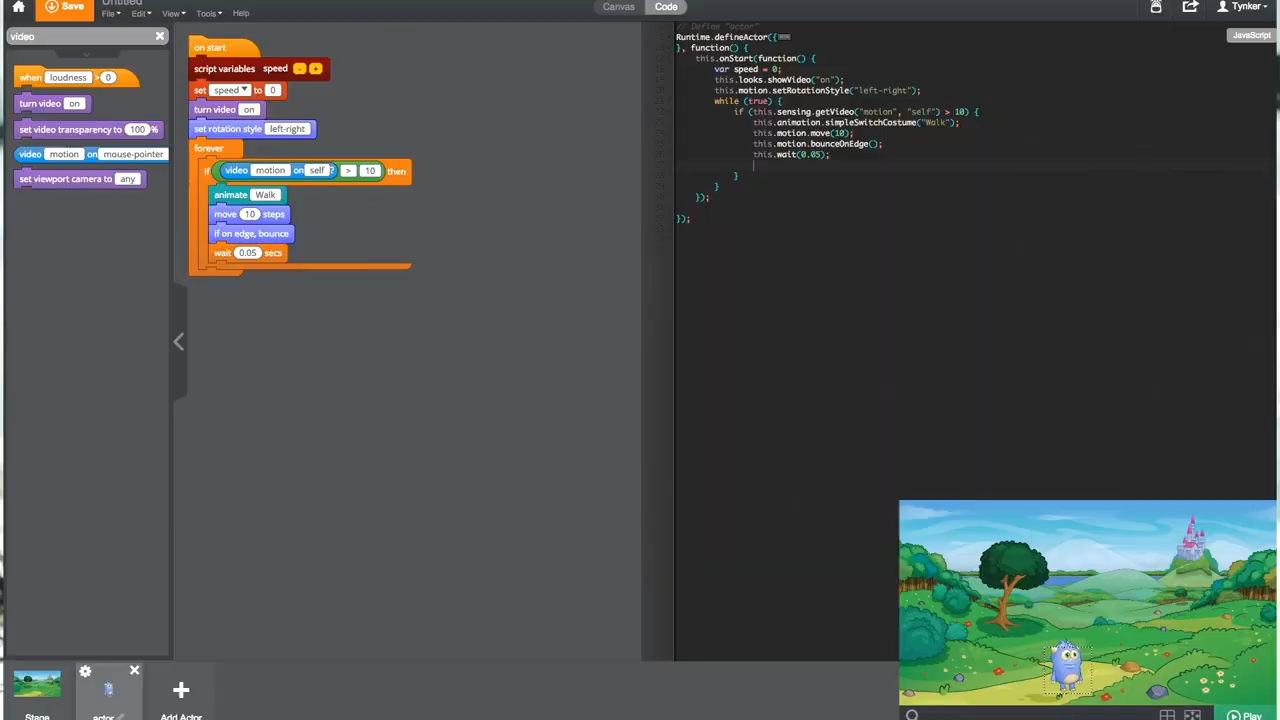 Save
Untitled
File
Edit
View
Tools
Help
Canvas
Code
Tynker
video
when loudness > 0
turn video on
set video transparency to 100 %
video motion on mouse-pointer
set viewport camera to any
on start
script variables speed - +
set speed to 0
turn video on
set rotation style left-right
forever
if video motion on self ? > 10 then
animate Walk
move 10 steps
if on edge, bounce
wait 0.05 secs
JavaScript
// Define "actor"
Runtime.defineActor({
}, function() {
this.onStart(function() {
var speed = 0;
this.looks.showVideo("on");
this.motion.setRotationStyle("left-right");
while (true) {
if (this.sensing.getVideo("motion", "self") > 10) {
this.animation.simpleSwitchCostume("Walk");
this.motion.move(10);
this.motion.bounceOnEdge();
this.wait(0.05);
}
}
});
});
Stage
actor
Add Actor
Play